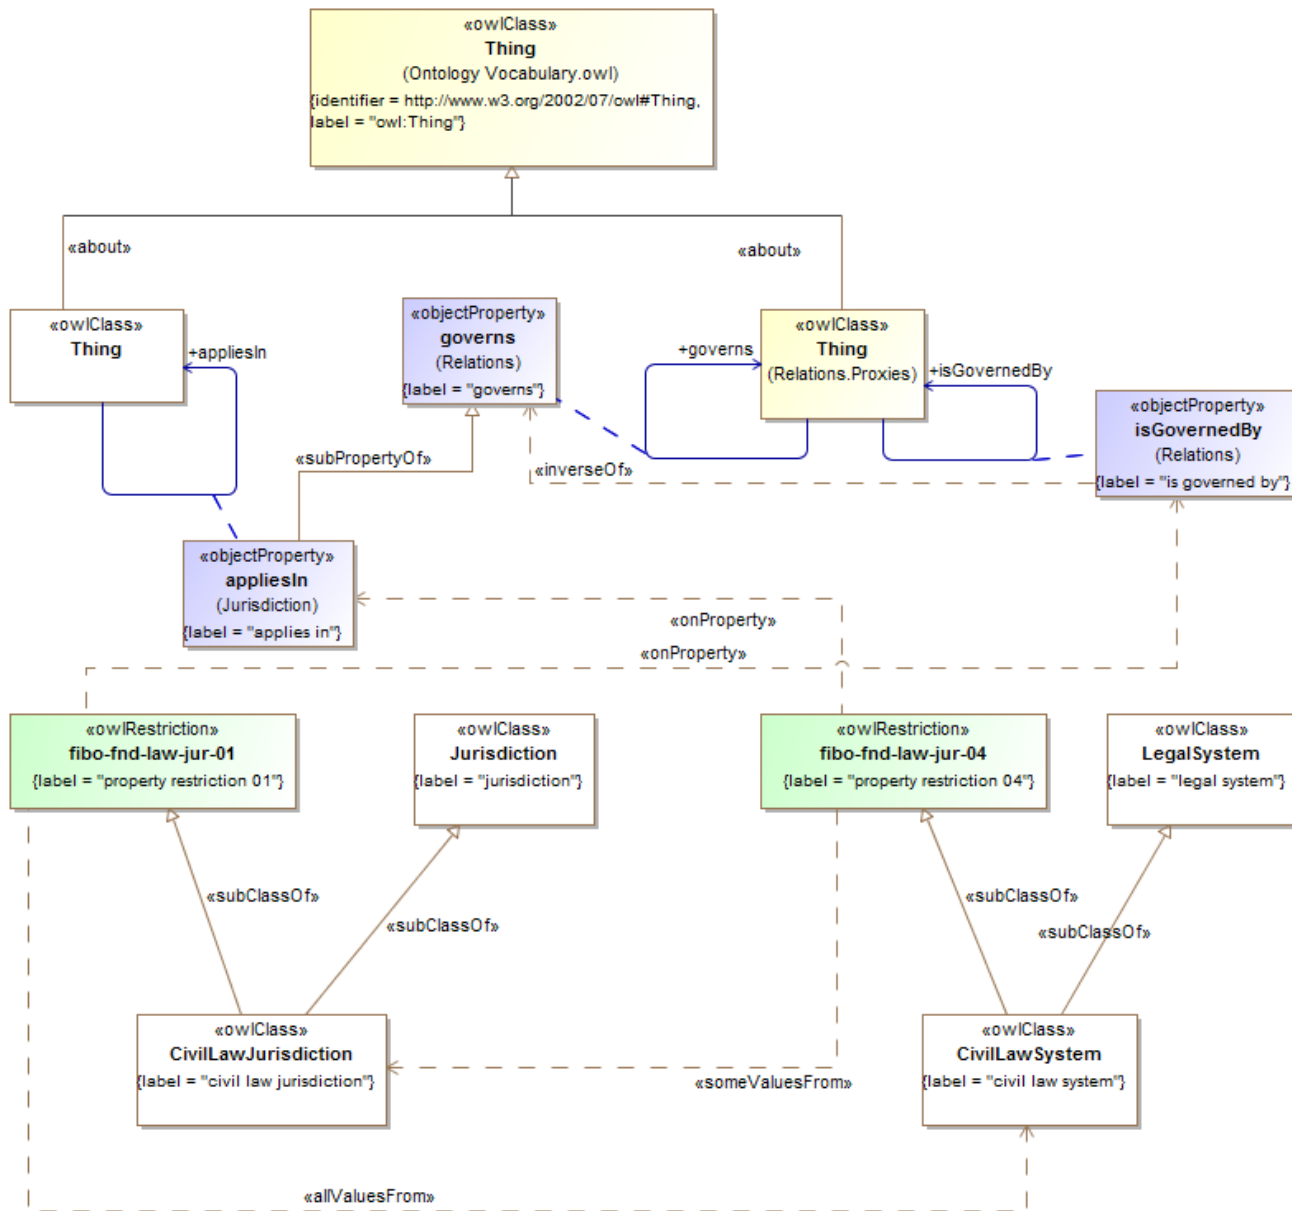 «owlClass»
Thing
(Ontology Vocabulary.owl)
{identifier = http://www.w3.org/2002/07/owl#Thing,
label = "owl:Thing"}
«about»
«about»
«owlClass»
Thing
+appliesIn
«objectProperty»
governs
(Relations)
{label = "governs"}
+governs
«owlClass»
Thing
(Relations.Proxies)
+isGovernedBy
«objectProperty»
isGovernedBy
(Relations)
{label = "is governed by"}
«subPropertyOf»
«inverseOf»
«objectProperty»
appliesIn
(Jurisdiction)
{label = "applies in"}
«onProperty»
«onProperty»
«owlRestriction»
fibo-fnd-law-jur-01
{label = "property restriction 01"}
«owlClass»
Jurisdiction
{label = "jurisdiction"}
«owlRestriction»
fibo-fnd-law-jur-04
{label = "property restriction 04"}
«owlClass»
LegalSystem
{label = "legal system"}
«subClassOf»
«subClassOf»
«subClassOf»
«subClassOf»
«owlClass»
CivilLawJurisdiction
{label = "civil law jurisdiction"}
«someValuesFrom»
«owlClass»
CivilLawSystem
{label = "civil law system"}
«allValuesFrom»